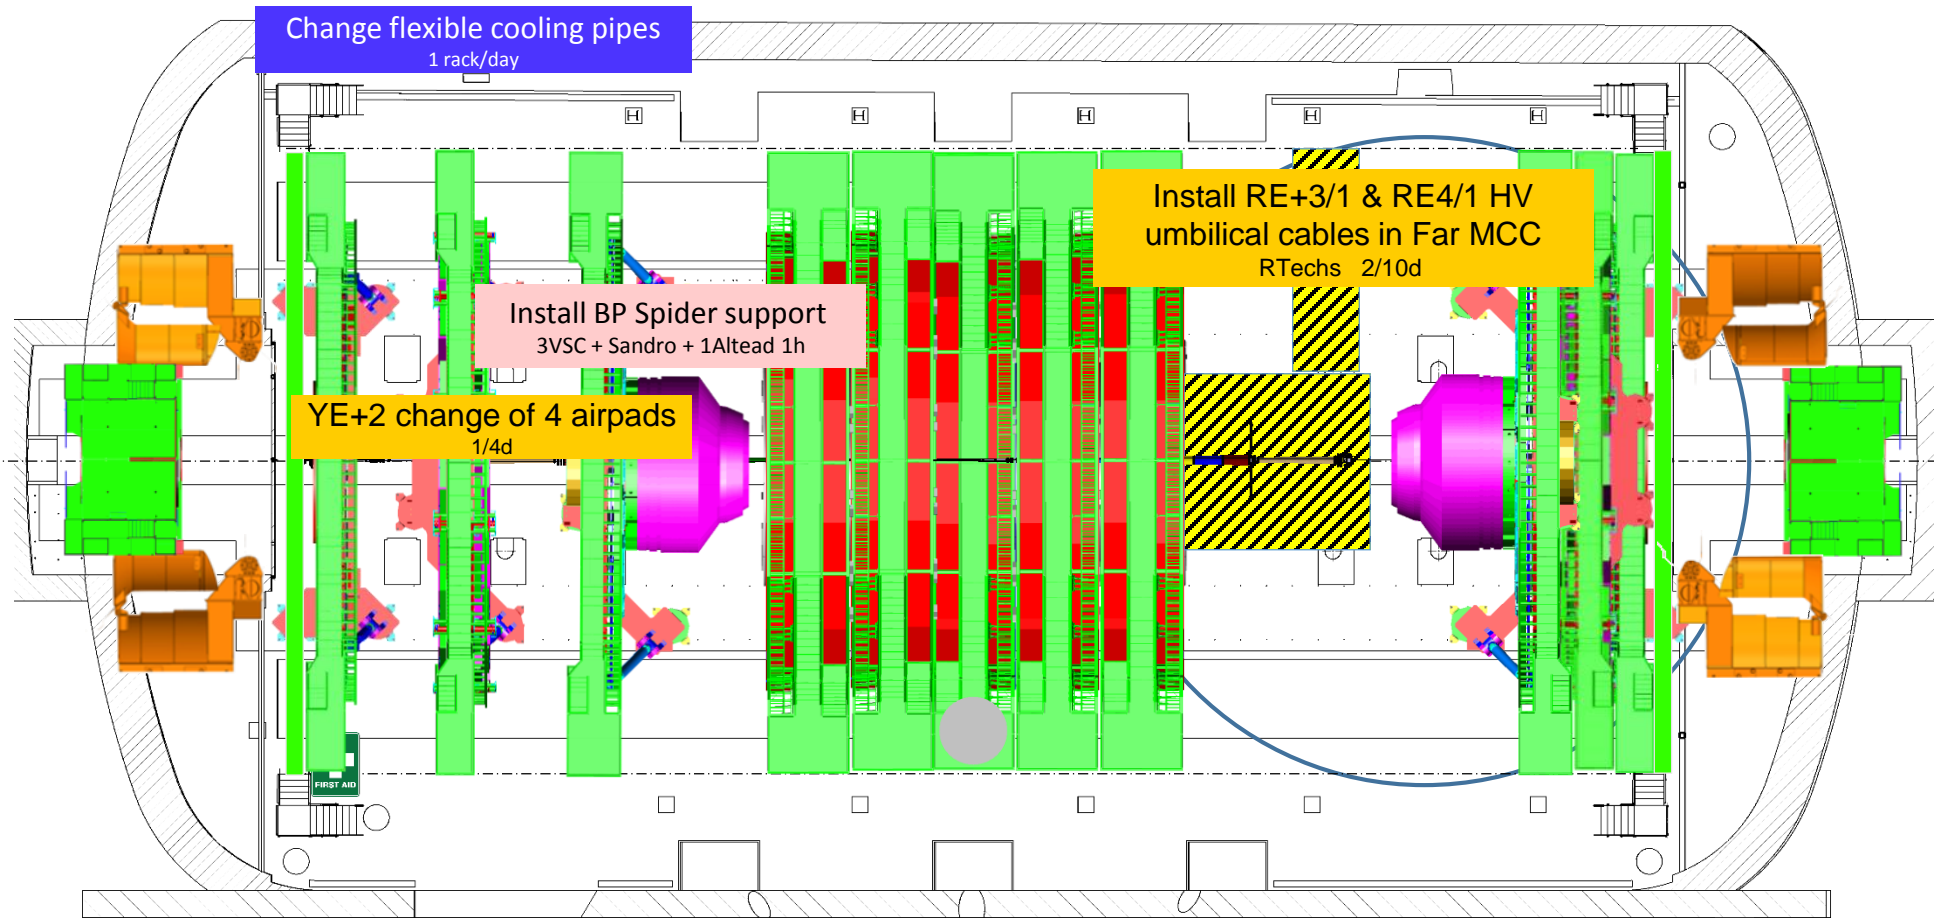 Change flexible cooling pipes
1 rack/day
H
H
H
H
H
Install RE+3/1 & RE4/1 HV
umbilical cables in Far MCC
RTechs 2/10d
Install BP Spider support
3VSC + Sandro + 1Altead 1h
YE+2 change of 4 airpads
1/4d
FIRST AID